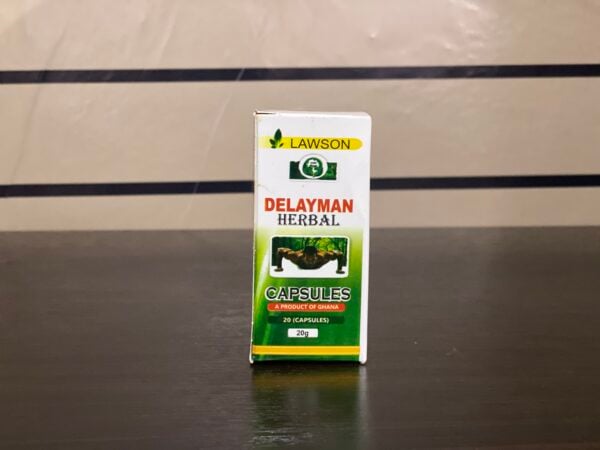 LAWSON
DELAYMAN
HERBAL
CAPSULES
A PRODUCT OF GHANA
20 (CAPSULES)
20g